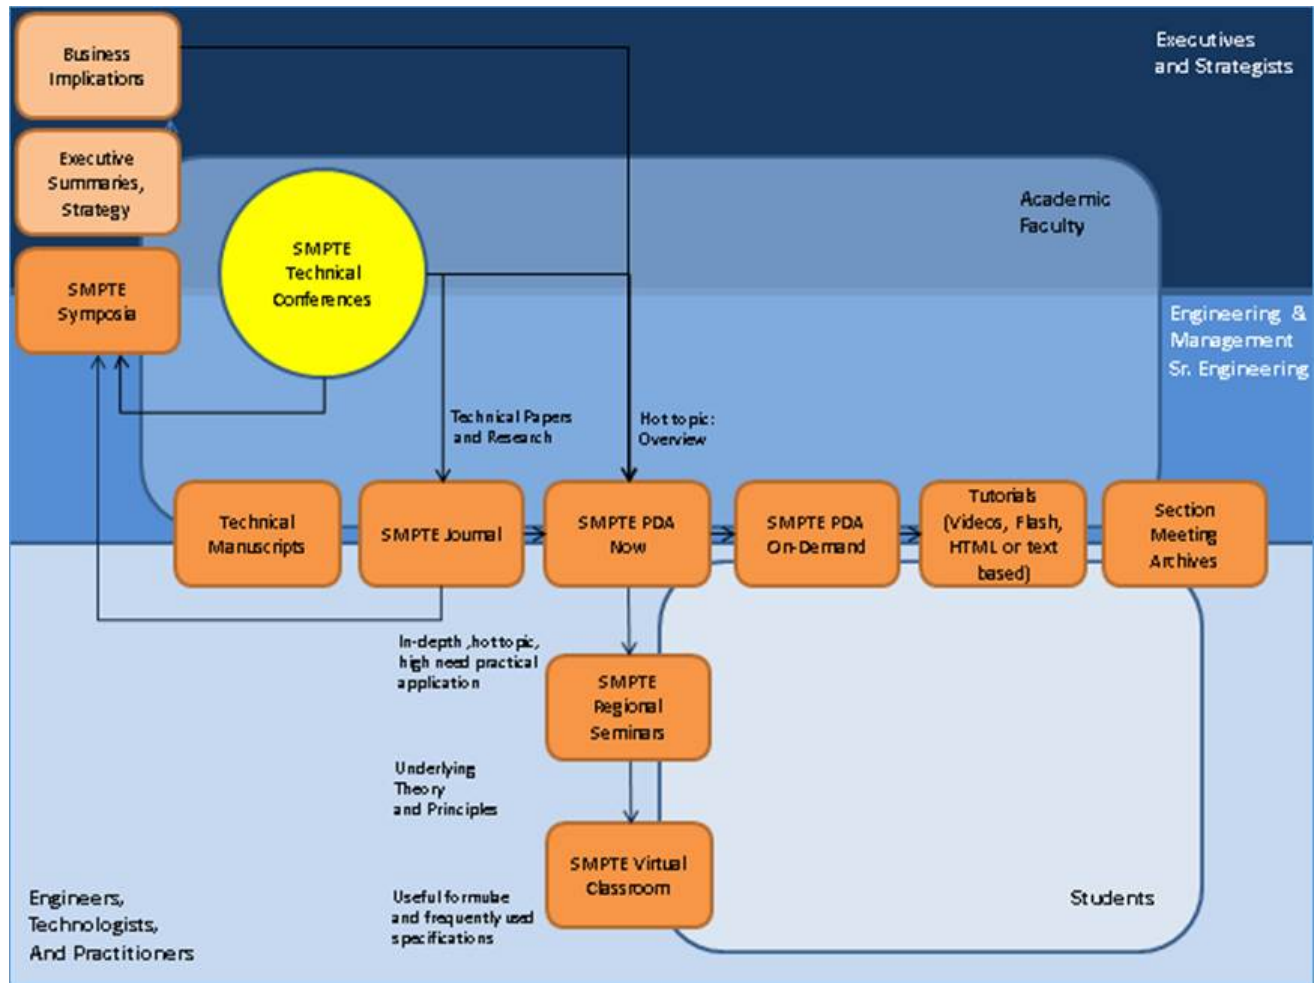 Business
Implications
Executives
and Strategists
Executive
Summaries,
Strategy
Academic
Faculty
SMPTE
Technical
Conferences
SMPTE
Symposia
Engineering &
Management
Sr. Engineering
Technical Papers
and Research
Hot topic:
Overview
Technical
Manuscripts
SMPTE Journal
SMPTE PDA
Now
SMPTE PDA
On-Demand
Tutorials
(Videos, Flash,
HTML or text
based)
Section
Meeting
Archives
In-depth ,hot topic,
high need practical
application
SMPTE
Regional
Seminars
Underlying
Theory
and Principles
SMPTE Virtual
Classroom
Useful formulae
and frequently used
specifications
Engineers,
Technologists,
And Practitioners
Students